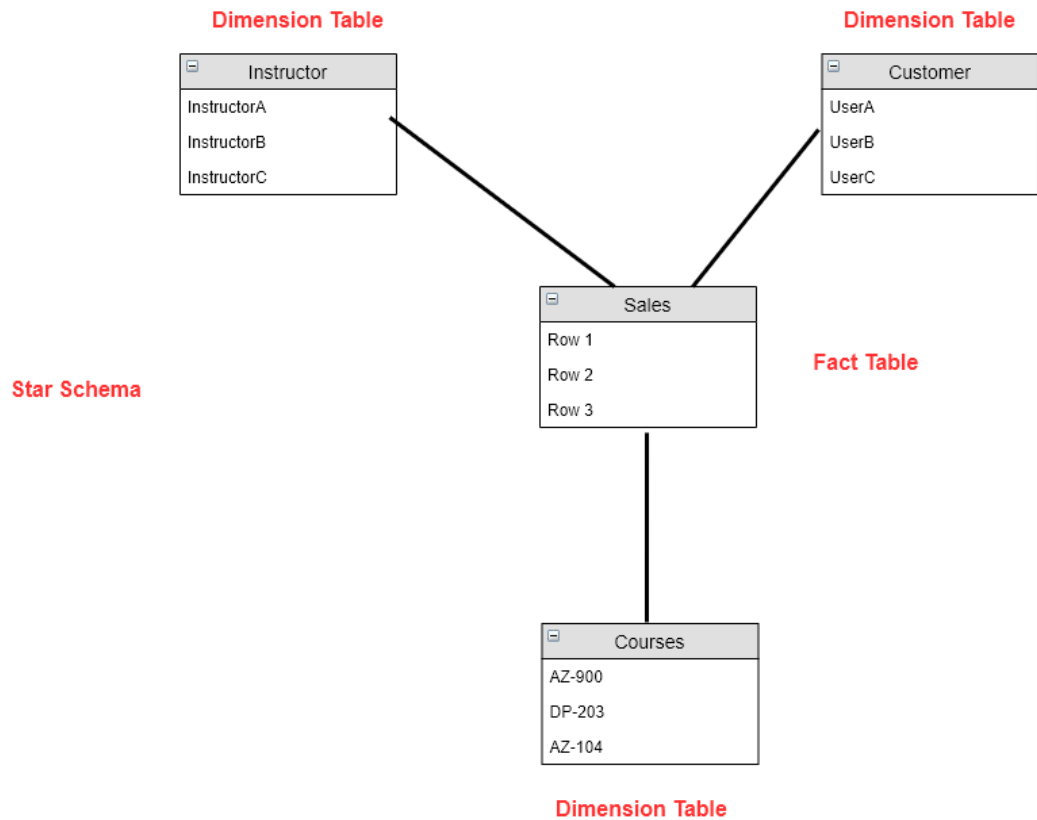 Dimension Table
Dimension Table
Instructor
InstructorA
InstructorB
InstructorC
Customer
UserA
UserB
UserC
Sales
Row 1
Row 2
Row 3
Fact Table
Star Schema
Courses
AZ-900
DP-203
AZ-104
Dimension Table